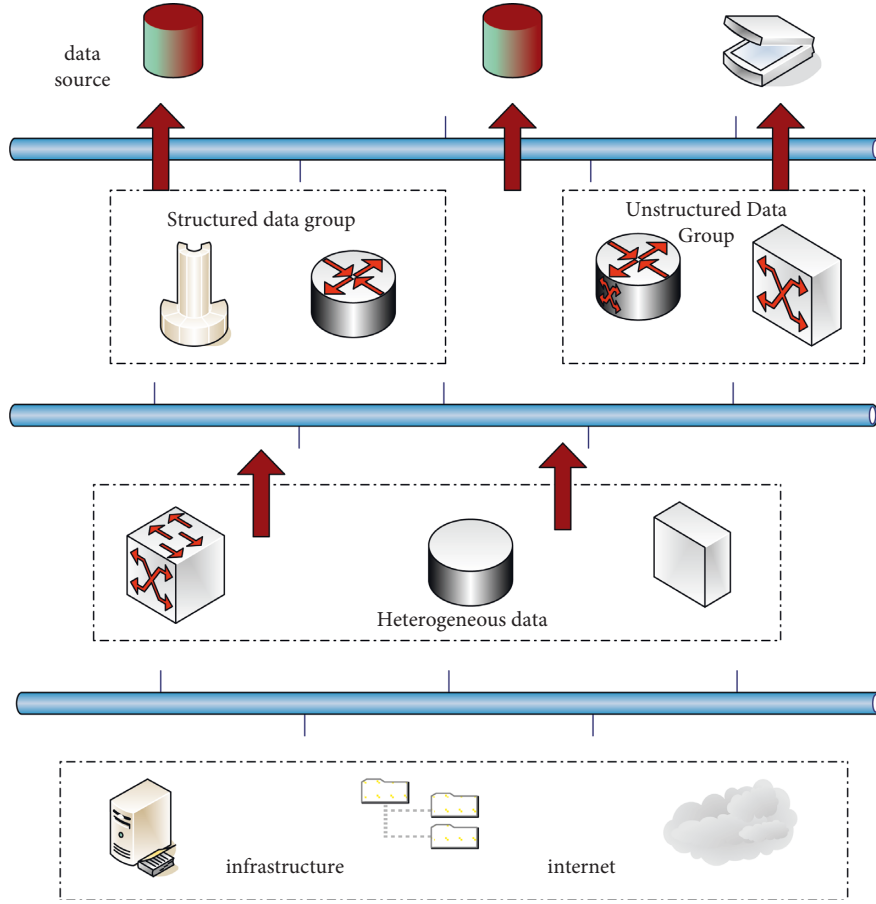 data
source
Structured data group
Unstructured Data
Group
Heterogeneous data
infrastructure
internet